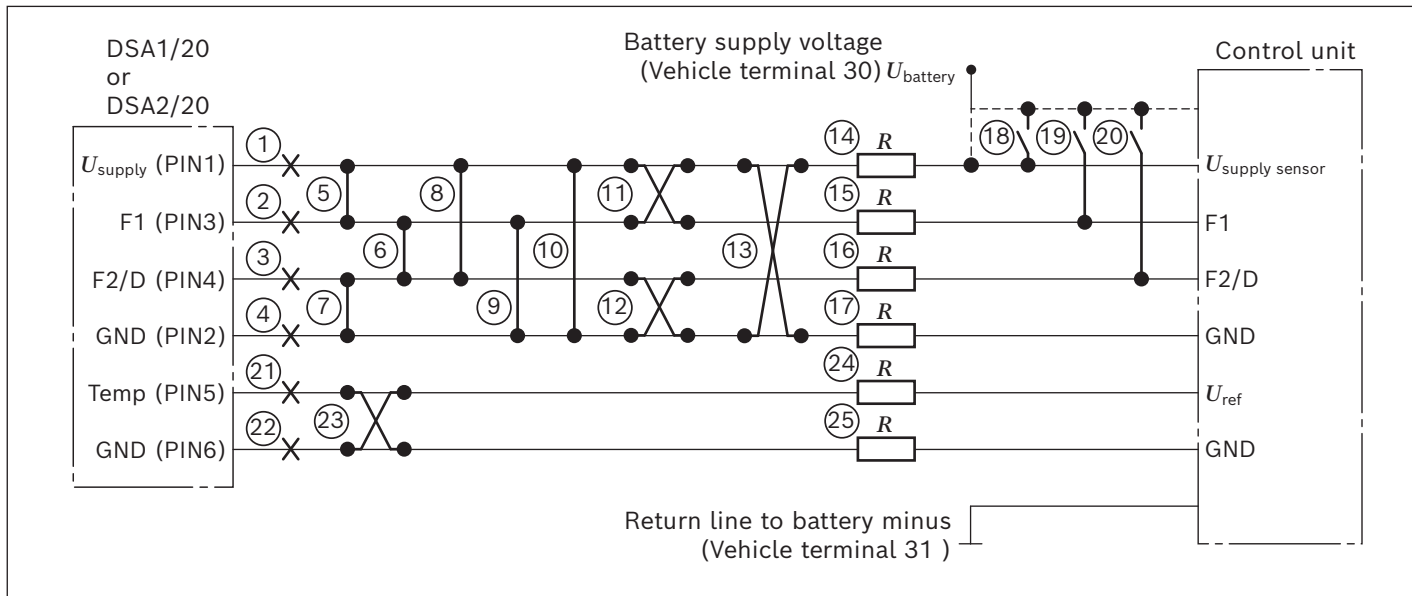 DSA1/20
or
DSA2/20
Battery supply voltage
(Vehicle terminal 30) Ubattery
Control unit
Usupply (PIN1)
F1 (PIN3)
F2/D (PIN4)
GND (PIN2)
Temp (PIN5)
GND (PIN6)
1
2
3
4
21
22
5
6
7
8
9
10
11
12
13
23
14 R
15 R
16 R
17 R
24 R
25 R
18 19 20
Usupply sensor
F1
F2/D
GND
Uref
GND
Return line to battery minus
(Vehicle terminal 31 )